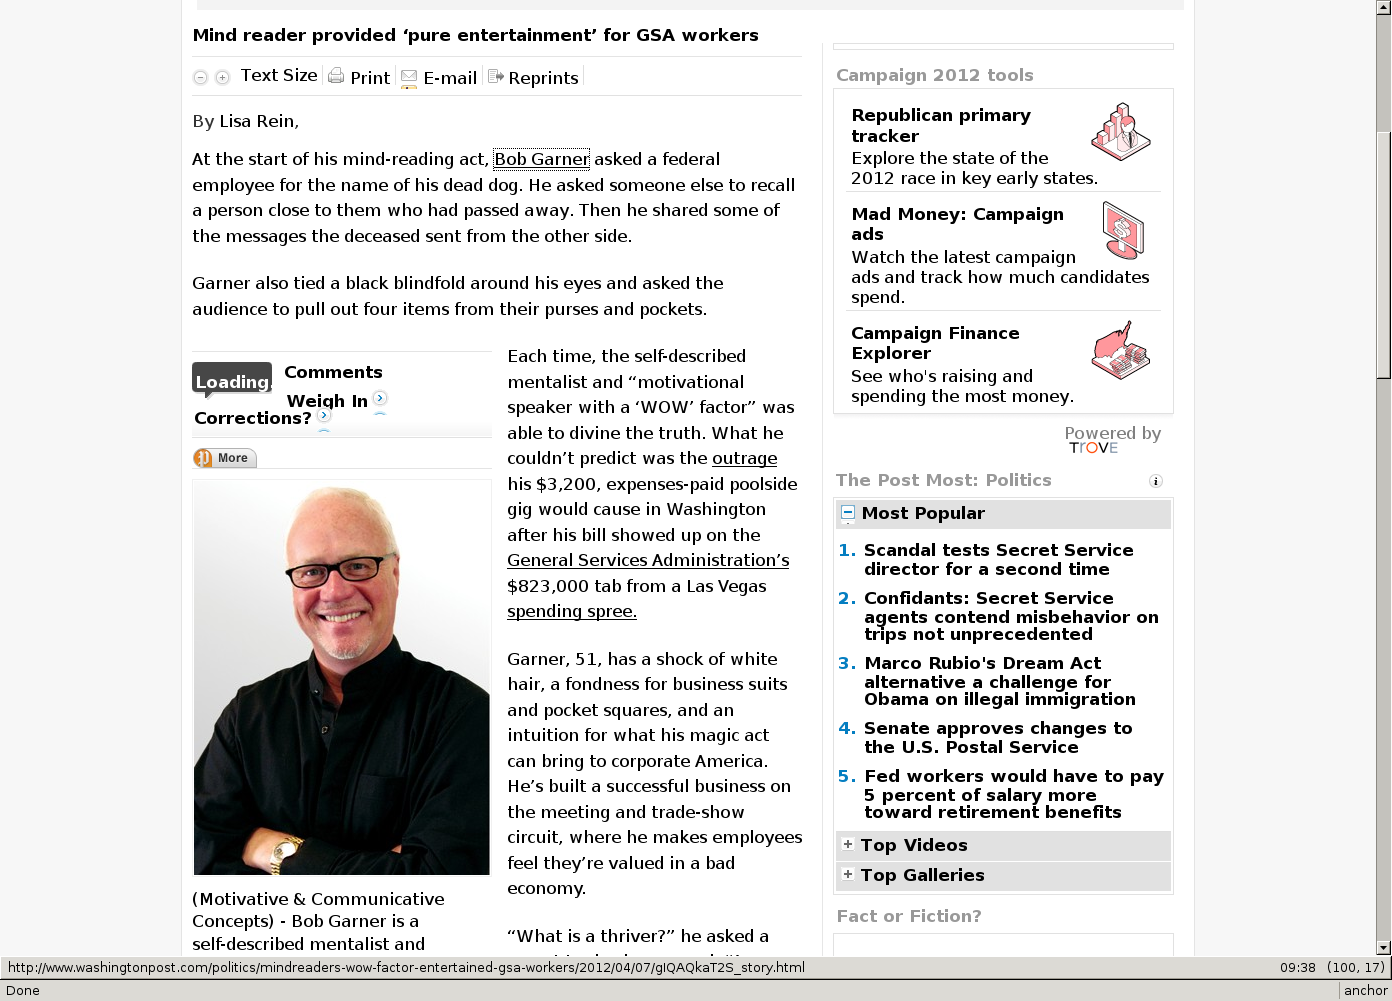 Mind reader provided ‘pure entertainment’ for GSA workers
Text Size
Print
E-mail
Reprints
By Lisa Rein,
At the start of his mind-reading act, Bob Garner asked a federal
employee for the name of his dead dog. He asked someone else to recall
a person close to them who had passed away. Then he shared some of
the messages the deceased sent from the other side.
Garner also tied a black blindfold around his eyes and asked the
audience to pull out four items from their purses and pockets.
Loading.
Comments
Weigh In
Corrections?
More
(Motivative & Communicative
Concepts) - Bob Garner is a
self-described mentalist and
Each time, the self-described
mentalist and “motivational
speaker with a ‘WOW’ factor” was
able to divine the truth. What he
couldn’t predict was the outrage
his $3,200, expenses-paid poolside
gig would cause in Washington
after his bill showed up on the
General Services Administration’s
$823,000 tab from a Las Vegas
spending spree.
Garner, 51, has a shock of white
hair, a fondness for business suits
and pocket squares, and an
intuition for what his magic act
can bring to corporate America.
He’s built a successful business on
the meeting and trade-show
circuit, where he makes employees
feel they’re valued in a bad
economy.
“What is a thriver?” he asked a
Campaign 2012 tools
Republican primary
tracker
Explore the state of the
2012 race in key early states.
Mad Money: Campaign
ads
Watch the latest campaign
ads and track how much candidates
spend.
Campaign Finance
Explorer
See who's raising and
spending the most money.
Powered by
TROVE
The Post Most: Politics
Most Popular
1. Scandal tests Secret Service
director for a second time
2. Confidants: Secret Service
agents contend misbehavior on
trips not unprecedented
3. Marco Rubio's Dream Act
alternative a challenge for
Obama on illegal immigration
4. Senate approves changes to
the U.S. Postal Service
5. Fed workers would have to pay
5 percent of salary more
toward retirement benefits
Top Videos
Top Galleries
Fact or Fiction?
http://www.washingtonpost.com/politics/mindreaders-wow-factor-entertained-gsa-workers/2012/04/07/gIQAQkaT2S_story.html
09:38 (100, 17)
Done
anchor